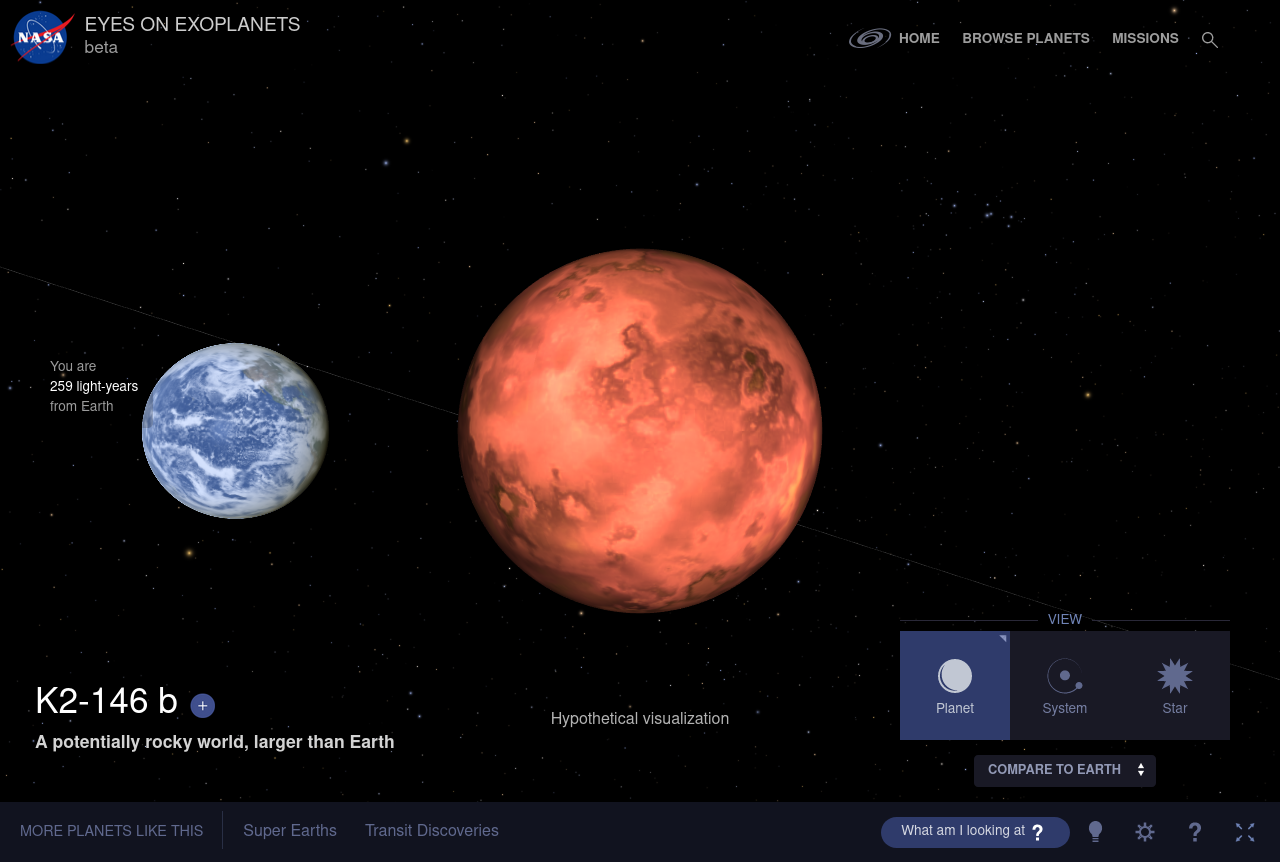 NASA
EYES ON EXOPLANETS
beta
HOME
BROWSE PLANETS
MISSIONS
You are
259 light-years
from Earth
VIEW
Planet
System
Star
K2-146 b +
A potentially rocky world, larger than Earth
Hypothetical visualization
COMPARE TO EARTH
MORE PLANETS LIKE THIS
Super Earths
Transit Discoveries
What am I looking at ?
?